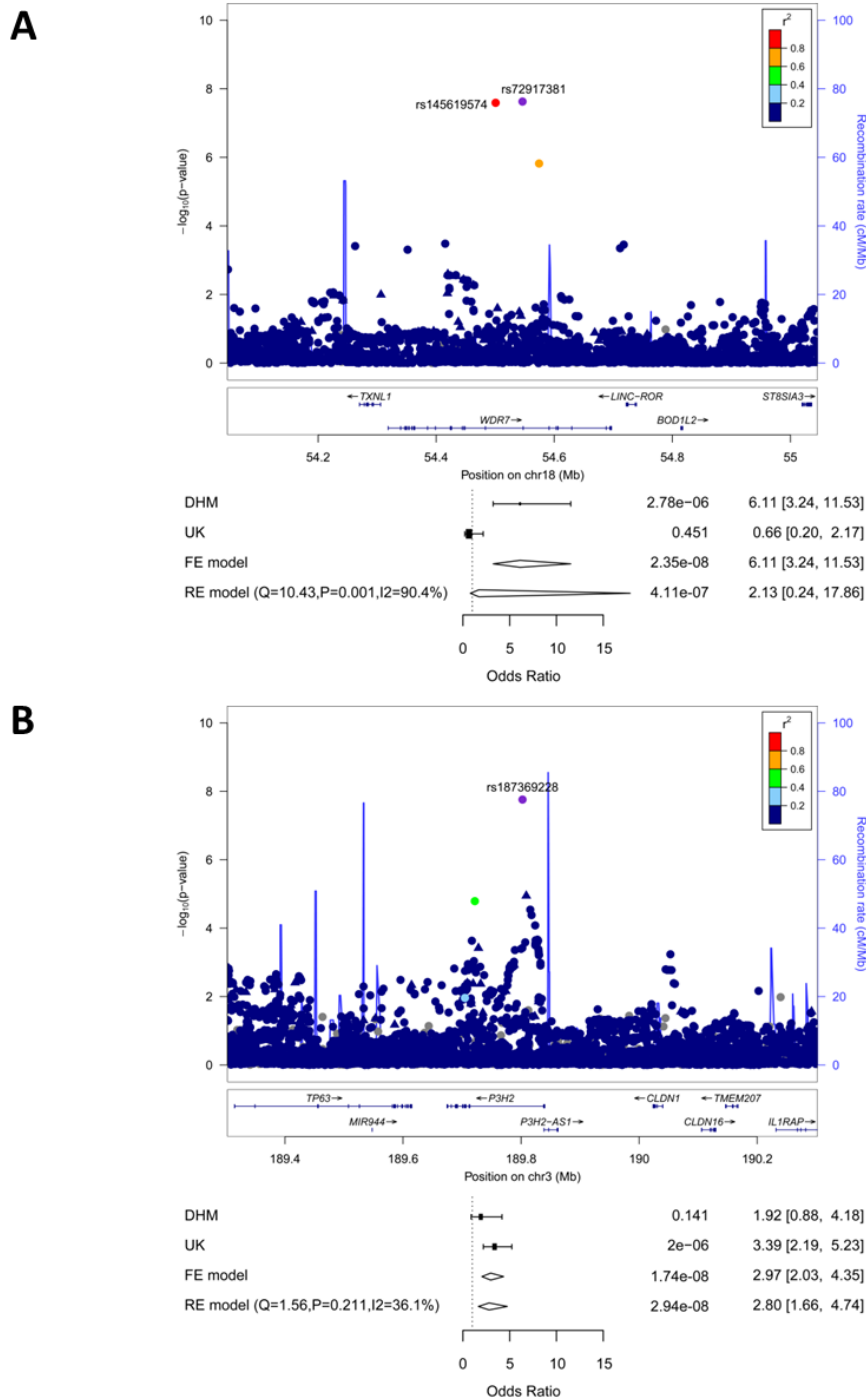 A
10
8
6
4
2
0
−log10(p−value)
rs145619574
rs72917381
r2
0.8
0.6
0.4
0.2
100
80
60
40
20
0
Recombination rate (cM/Mb)
←TXNL1
←LINC−ROR
ST8SIA3→
WDR7→
BOD1L2→
54.2 54.4 54.6 54.8 55
Position on chr18 (Mb)
DHM 2.78e−06 6.11 [3.24, 11.53]
UK 0.451 0.66 [0.20, 2.17]
FE model 2.35e−08 6.11 [3.24, 11.53]
RE model (Q=10.43,P=0.001,I2=90.4%) 4.11e−07 2.13 [0.24, 17.86]
0 5 10 15
Odds Ratio
B
10
8
6
4
2
0
−log10(p−value)
rs187369228
r2
0.8
0.6
0.4
0.2
100
80
60
40
20
0
Recombination rate (cM/Mb)
TP63→
←P3H2
←CLDN1
←TMEM207
MIR944→
P3H2−AS1→
CLDN16→
IL1RAP→
189.4 189.6 189.8 190 190.2
Position on chr3 (Mb)
DHM 0.141 1.92 [0.88, 4.18]
UK 2e−06 3.39 [2.19, 5.23]
FE model 1.74e−08 2.97 [2.03, 4.35]
RE model (Q=1.56,P=0.211,I2=36.1%) 2.94e−08 2.80 [1.66, 4.74]
0 5 10 15
Odds Ratio